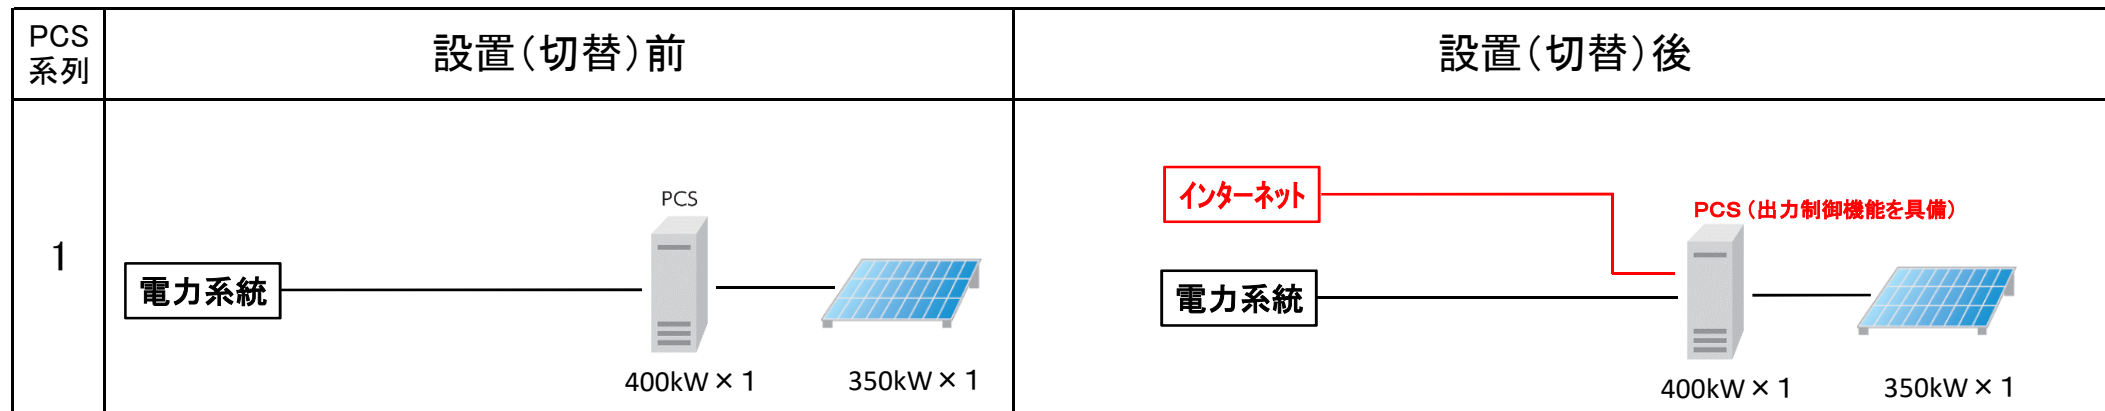 PCS
系列
設置(切替)前
設置(切替)後
1
PCS
電力系統
400kW×1
350kW×1
インターネット
PCS(出力制御機能を具備)
電力系統
400kW×1
350kW×1